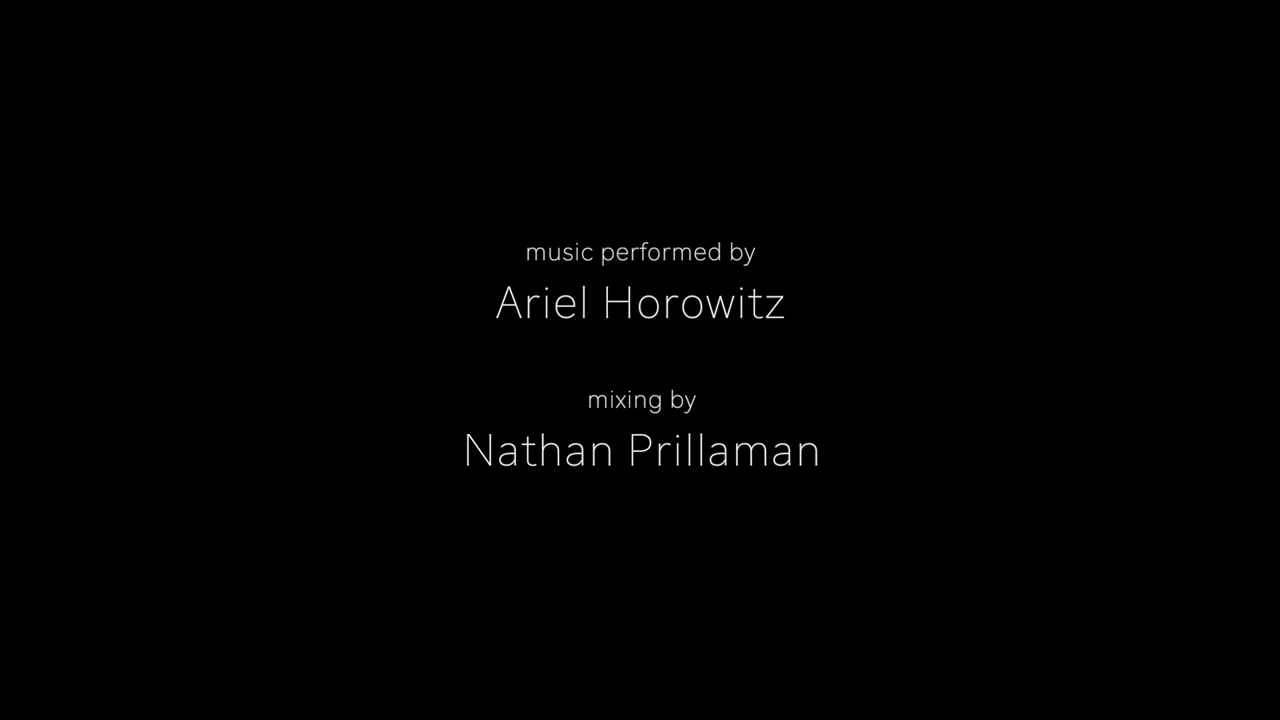 music performed by
Ariel Horowitz
mixing by
Nathan Prillaman